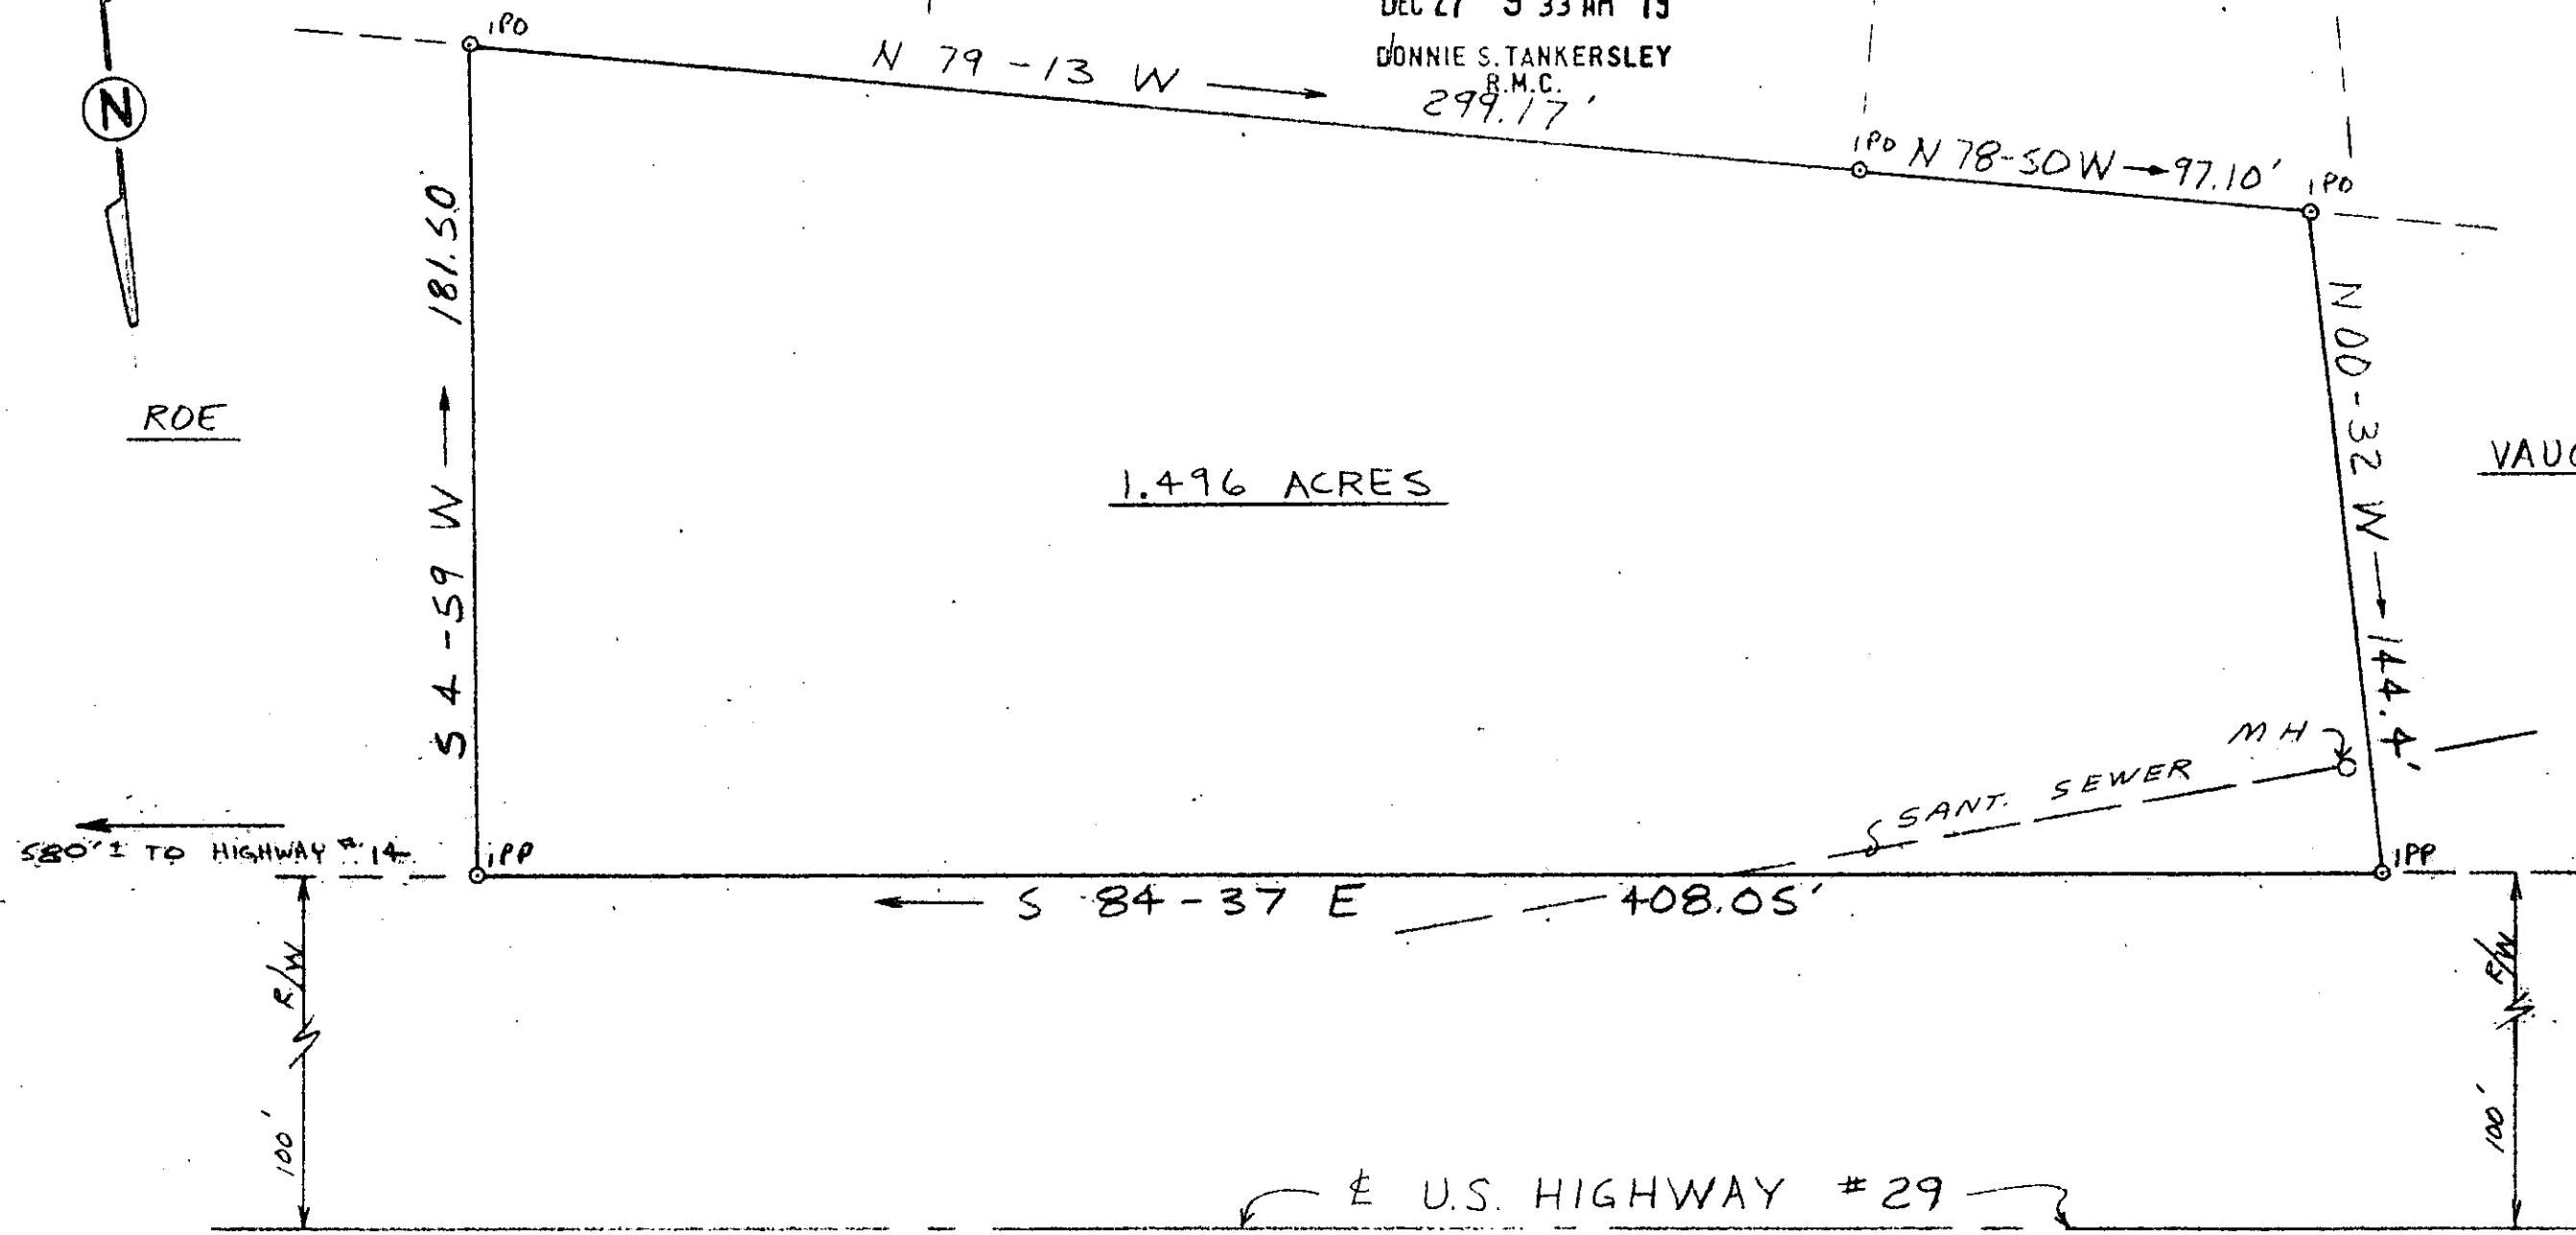 DEC 27 9 33 AM '79
DONNIE S. TANKERSLEY
R.M.C.
IPO
N 79-13 W
299.17'
N
IPO
N 78-50 W 97.10'
IPO
S 4-59 W 181.50
N 00-32 W 144.4'
ROE
1.496 ACRES
MH
SANT. SEWER
S
580'± TO HIGHWAY #14
IPP
IPP
S 84-37 E 408.05'
R/W
100'
R/W
100'
℄ U.S. HIGHWAY #29